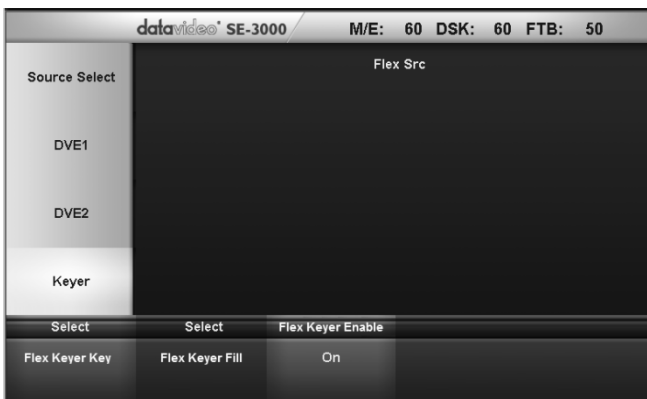 datavideo SE-3000 M/E: 60 DSK: 60 FTB: 50
Flex Src
Source Select
DVE1
DVE2
Keyer
Select Select Flex Keyer Enable
Flex Keyer Key Flex Keyer Fill On